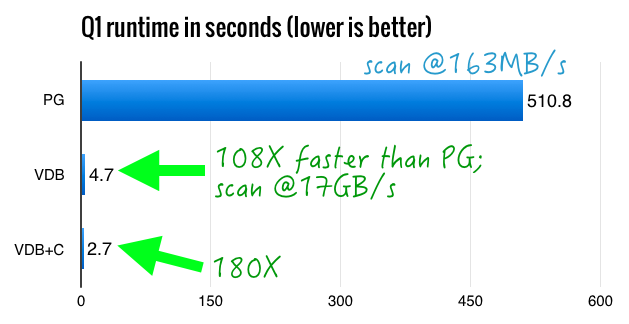 Q1 runtime in seconds (lower is better)
scan @163MB/s
PG
510.8
108X faster than PG;
scan @17GB/s
VDB
4.7
VDB+C
2.7
180X
0
150
300
450
600